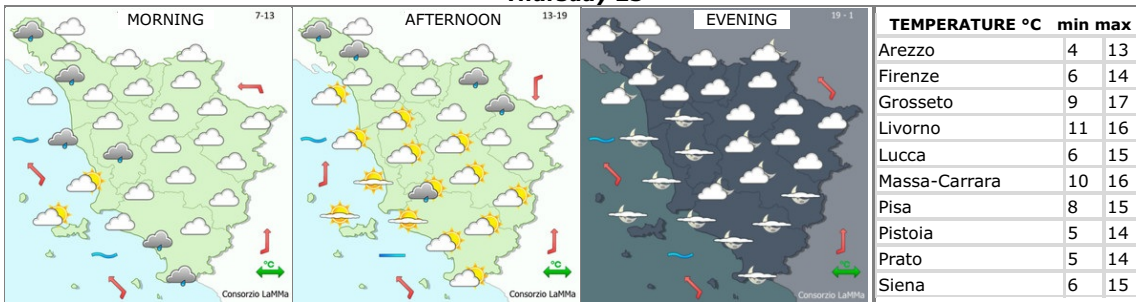 MORNING 7-13
AFTERNOON 13-19
EVENING 19 - 1
°C
Consorzio LaMMa
°C
Consorzio LaMMa
°C
Consorzio LaMMa
TEMPERATURE °C min max
Arezzo 4 13
Firenze 6 14
Grosseto 9 17
Livorno 11 16
Lucca 6 15
Massa-Carrara 10 16
Pisa 8 15
Pistoia 5 14
Prato 5 14
Siena 6 15